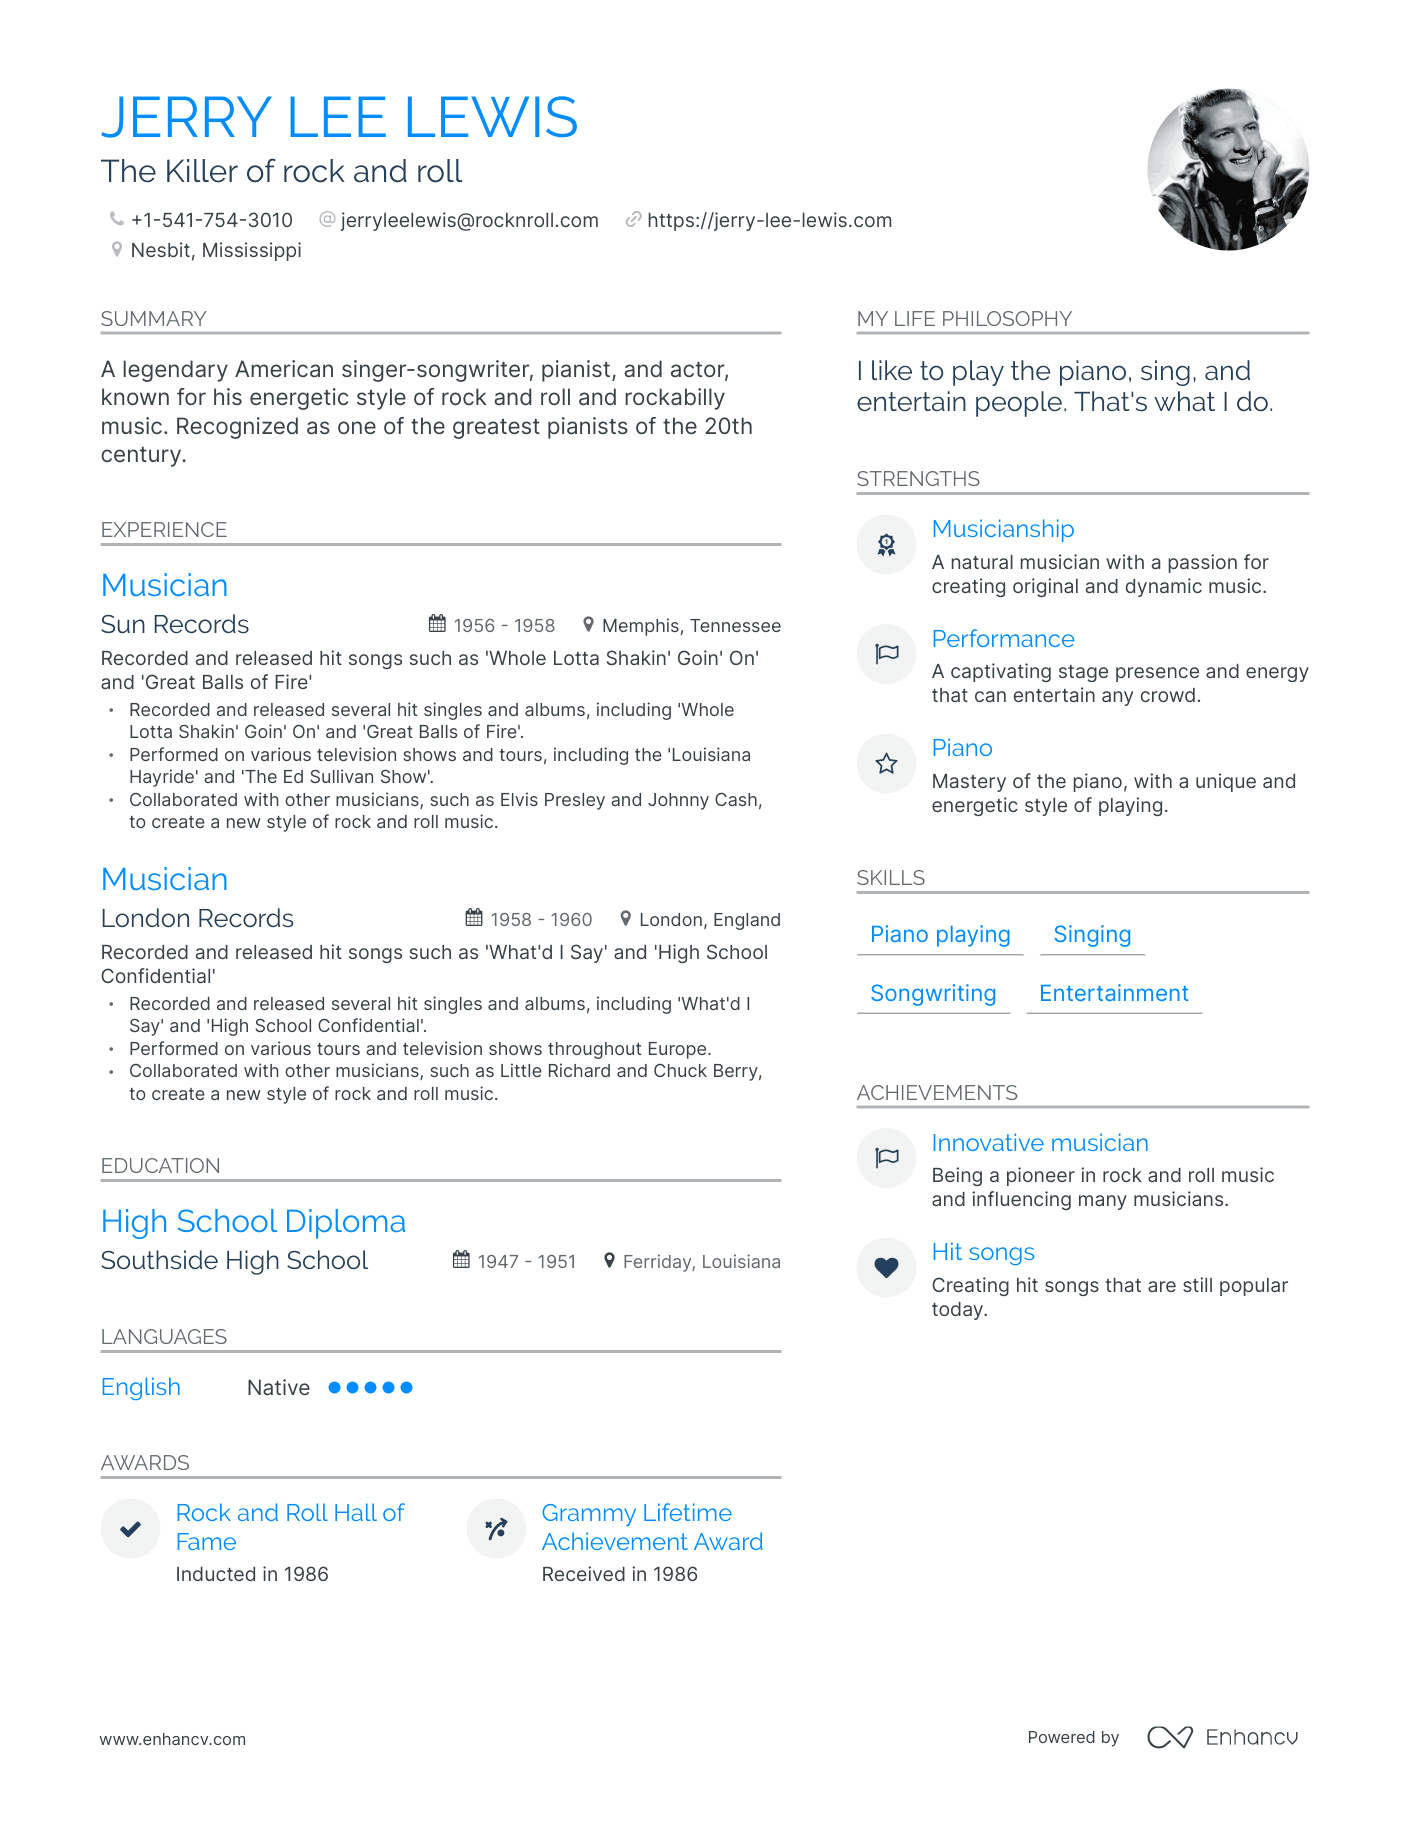 JERRY LEE LEWIS
The Killer of rock and roll
+1-541-754-3010 @ jerryleelewis@rocknroll.com https://jerry-lee-lewis.com
Nesbit, Mississippi
SUMMARY
A legendary American singer-songwriter, pianist, and actor,
known for his energetic style of rock and roll and rockabilly
music. Recognized as one of the greatest pianists of the 20th
century.
EXPERIENCE
Musician
Sun Records 1956 - 1958 Memphis, Tennessee
Recorded and released hit songs such as 'Whole Lotta Shakin' Goin' On'
and 'Great Balls of Fire'
• Recorded and released several hit singles and albums, including 'Whole
Lotta Shakin' Goin' On' and 'Great Balls of Fire'.
• Performed on various television shows and tours, including the 'Louisiana
Hayride' and 'The Ed Sullivan Show'.
• Collaborated with other musicians, such as Elvis Presley and Johnny Cash,
to create a new style of rock and roll music.
Musician
London Records 1958 - 1960 London, England
Recorded and released hit songs such as 'What'd I Say' and 'High School
Confidential'
• Recorded and released several hit singles and albums, including 'What'd I
Say' and 'High School Confidential'.
• Performed on various tours and television shows throughout Europe.
• Collaborated with other musicians, such as Little Richard and Chuck Berry,
to create a new style of rock and roll music.
EDUCATION
High School Diploma
Southside High School 1947 - 1951 Ferriday, Louisiana
LANGUAGES
English Native
AWARDS
Rock and Roll Hall of
Fame
Inducted in 1986
Grammy Lifetime
Achievement Award
Received in 1986
MY LIFE PHILOSOPHY
I like to play the piano, sing, and
entertain people. That's what I do.
STRENGTHS
Musicianship
A natural musician with a passion for
creating original and dynamic music.
Performance
A captivating stage presence and energy
that can entertain any crowd.
Piano
Mastery of the piano, with a unique and
energetic style of playing.
SKILLS
Piano playing Singing
Songwriting Entertainment
ACHIEVEMENTS
Innovative musician
Being a pioneer in rock and roll music
and influencing many musicians.
Hit songs
Creating hit songs that are still popular
today.
www.enhancv.com
Powered by Enhancv